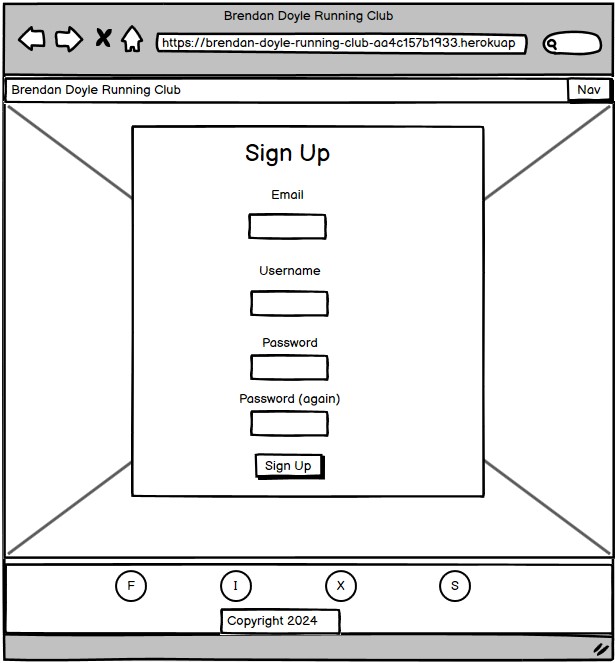 Brendan Doyle Running Club
https://brendan-doyle-running-club-aa4c157b1933.herokuap
Brendan Doyle Running Club
Nav
Sign Up
Email
Username
Password
Password (again)
Sign Up
F
I
X
S
Copyright 2024